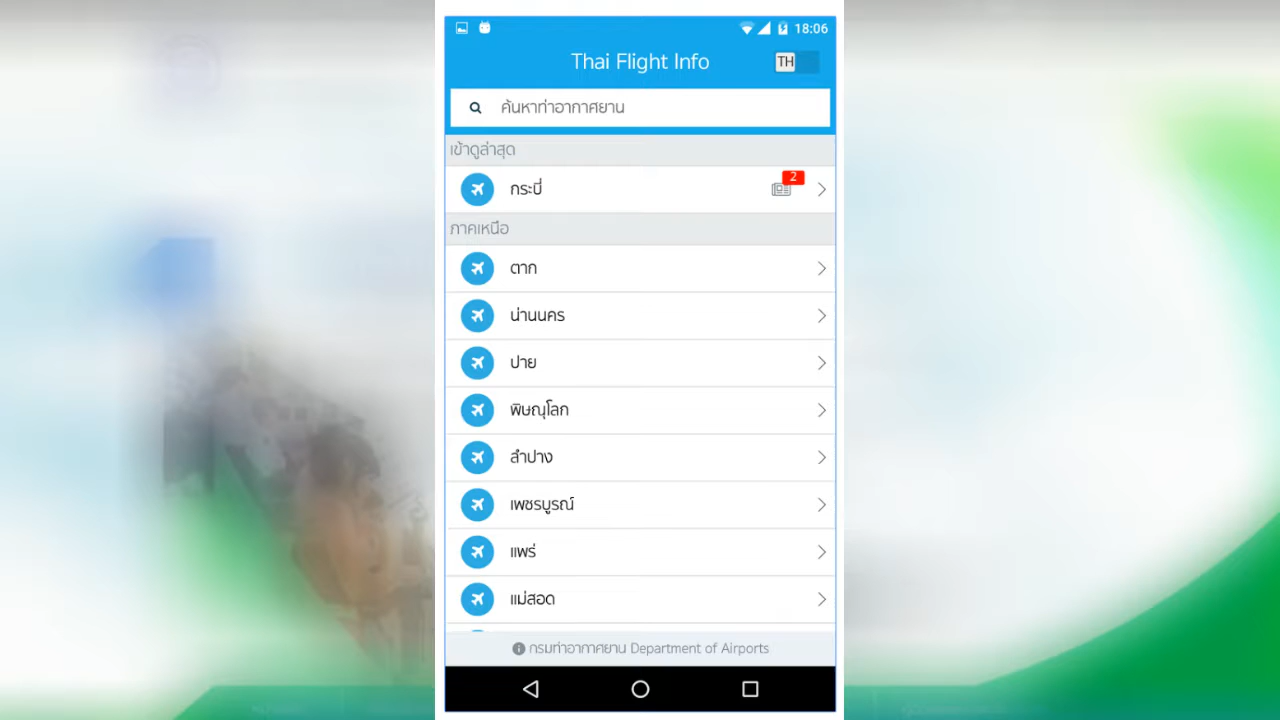 18:06
Thai Flight Info
TH
ค้นหาท่าอากาศยาน
เข้าดูล่าสุด
กระบี่
2
ภาคเหนือ
ตาก
น่านนคร
ปาย
พิษณุโลก
ลำปาง
เพชรบูรณ์
แพร่
แม่สอด
กรมท่าอากาศยาน Department of Airports